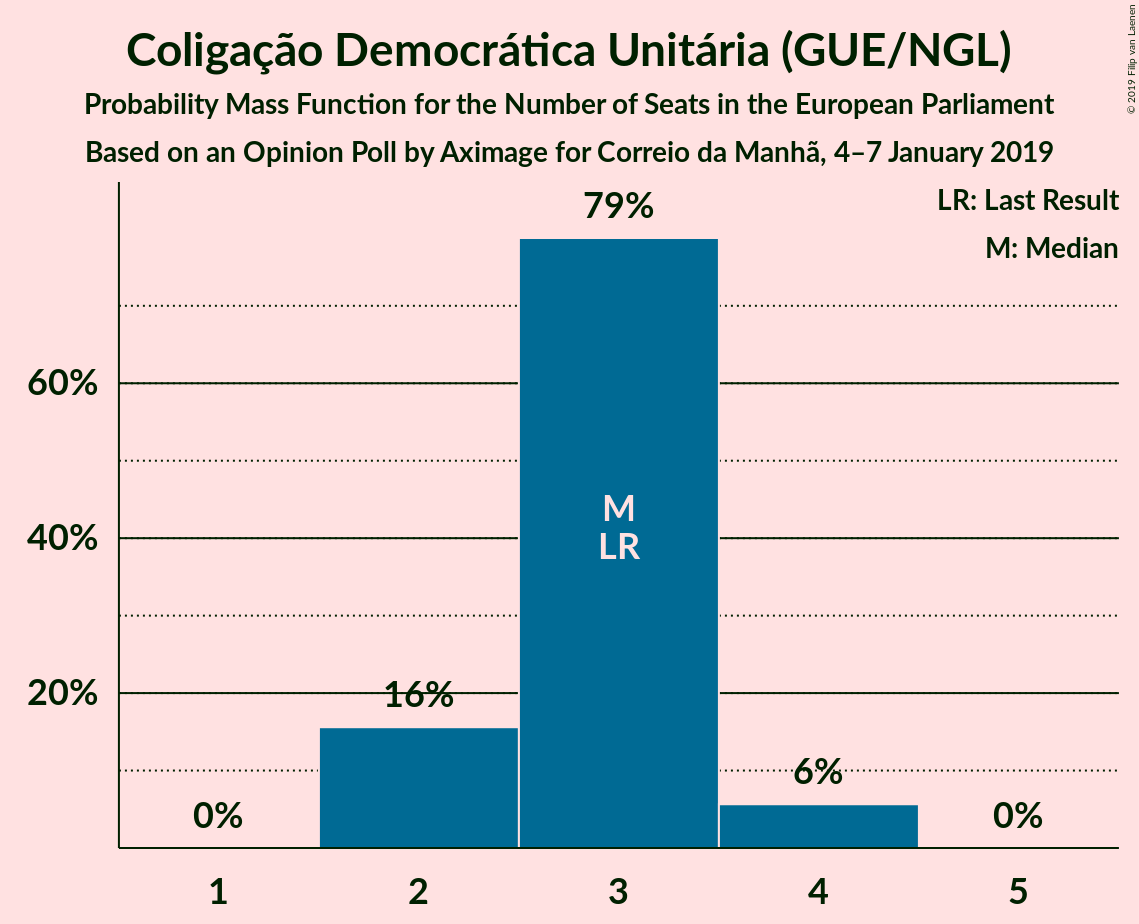 Coligação Democrática Unitária (GUE/NGL)
Probability Mass Function for the Number of Seats in the European Parliament
Based on an Opinion Poll by Aximage for Correio da Manhã, 4–7 January 2019
© 2019 Filip van Laenen
LR: Last Result
M: Median
79%
60%
M
40%
LR
20%
16%
6%
0%
0%
1
2
3
4
5